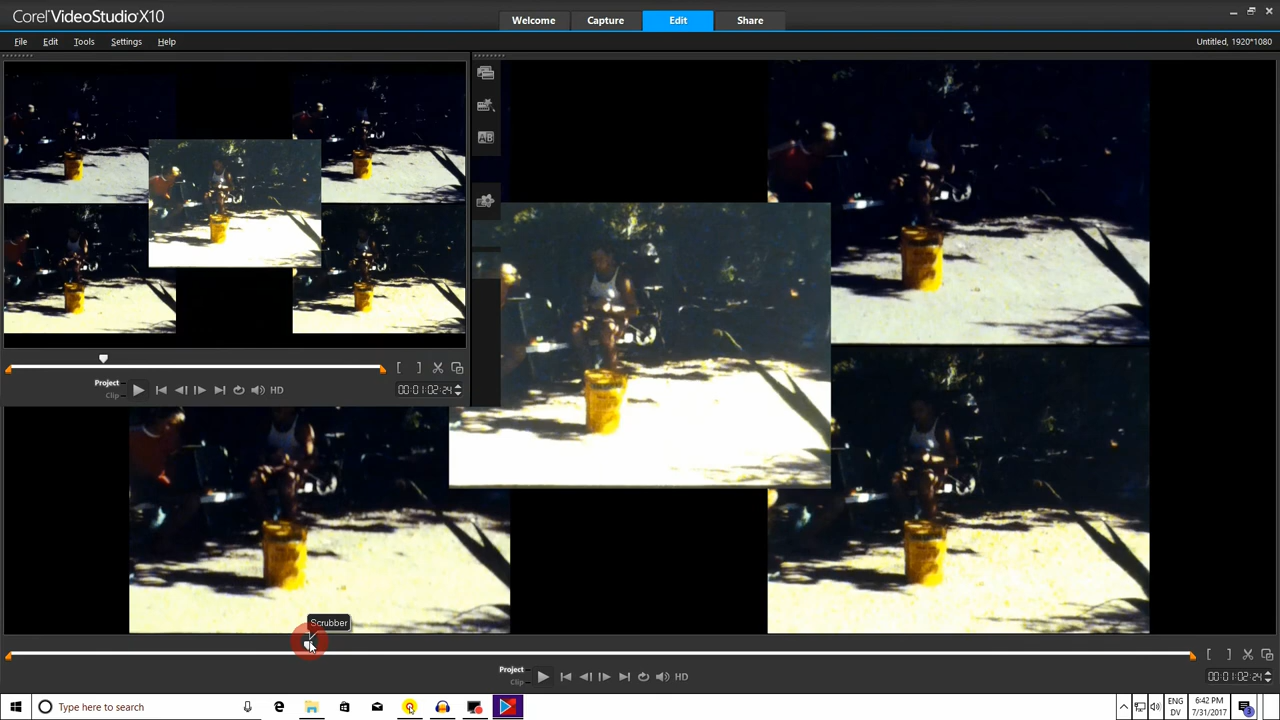 Corel VideoStudio X10
Welcome
Capture
Edit
Share
File
Edit
Tools
Settings
Help
Untitled, 1920*1080
Project
Clip
HD
00:01:02:24
Scrubber
Project
Clip
HD
00:01:02:24
Type here to search
ENG
DV
6:42 PM
7/31/2017
3